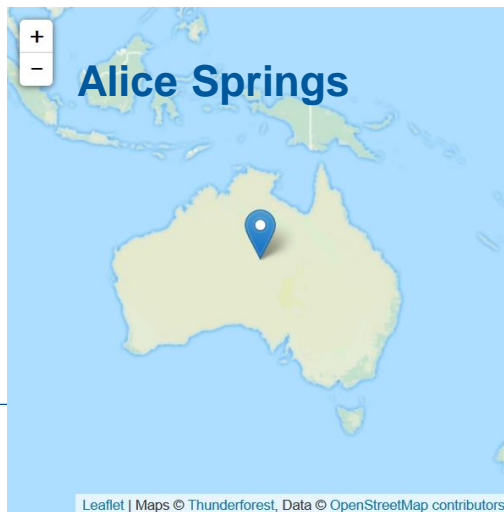 +
−
Alice Springs
Leaflet | Maps © Thunderforest, Data © OpenStreetMap contributors